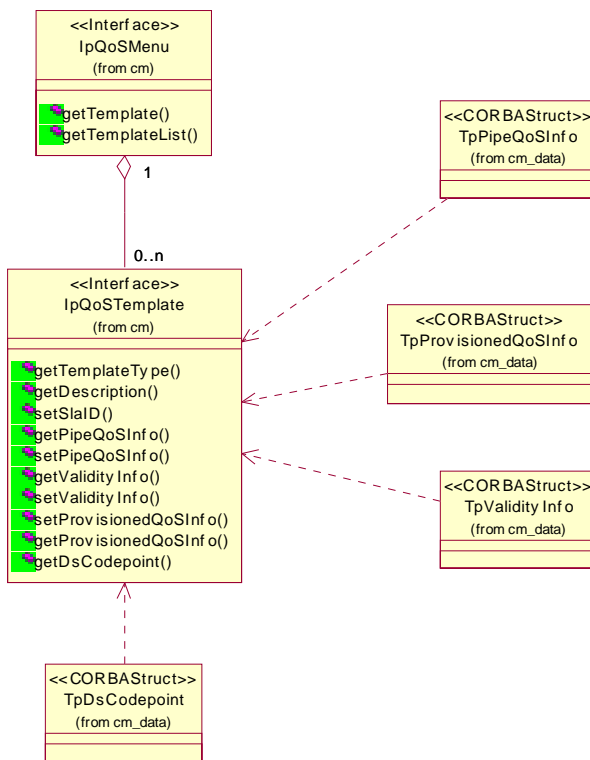 <<Interface>>
IpQoSMenu
(from cm)
getTemplate()
getTemplateList()
1
0..n
<<Interface>>
IpQoSTemplate
(from cm)
getTemplateType()
getDescription()
setSlaID()
getPipeQoSInfo()
setPipeQoSInfo()
getValidityInfo()
setValidityInfo()
setProvisionedQoSInfo()
getProvisionedQoSInfo()
getDsCodepoint()
<<CORBAStruct>>
TpPipeQoSInfo
(from cm_data)
<<CORBAStruct>>
TpProvisionedQoSInfo
(from cm_data)
<<CORBAStruct>>
TpValidityInfo
(from cm_data)
<<CORBAStruct>>
TpDsCodepoint
(from cm_data)